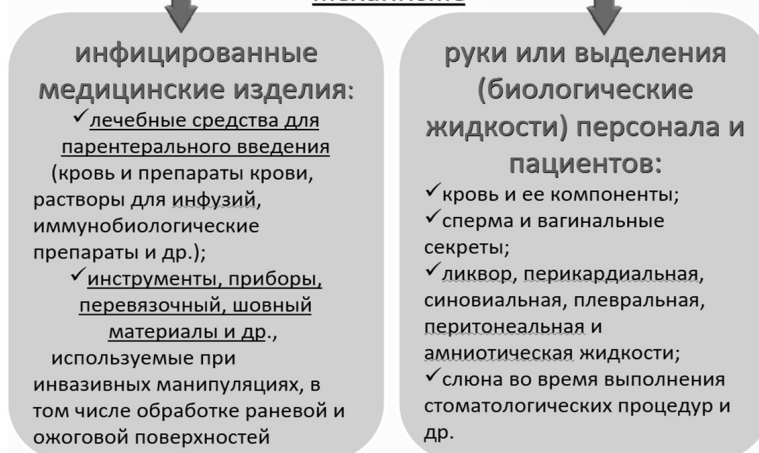 инфицированные
медицинские изделия:
✓лечебные средства для
парентерального введения
(кровь и препараты крови,
растворы для инфузий,
иммунобиологические
препараты и др.);
✓инструменты, приборы,
перевязочный, шовный
материалы и др.,
используемые при
инвазивных манипуляциях, в
том числе обработке раневой и
ожоговой поверхностей
руки или выделения
(биологические
жидкости) персонала и
пациентов:
✓кровь и ее компоненты;
✓сперма и вагинальные
секреты;
✓ликвор, перикардиальная,
синовиальная, плевральная,
перитонеальная и
амниотическая жидкости;
✓слюна во время выполнения
стоматологических процедур и
др.